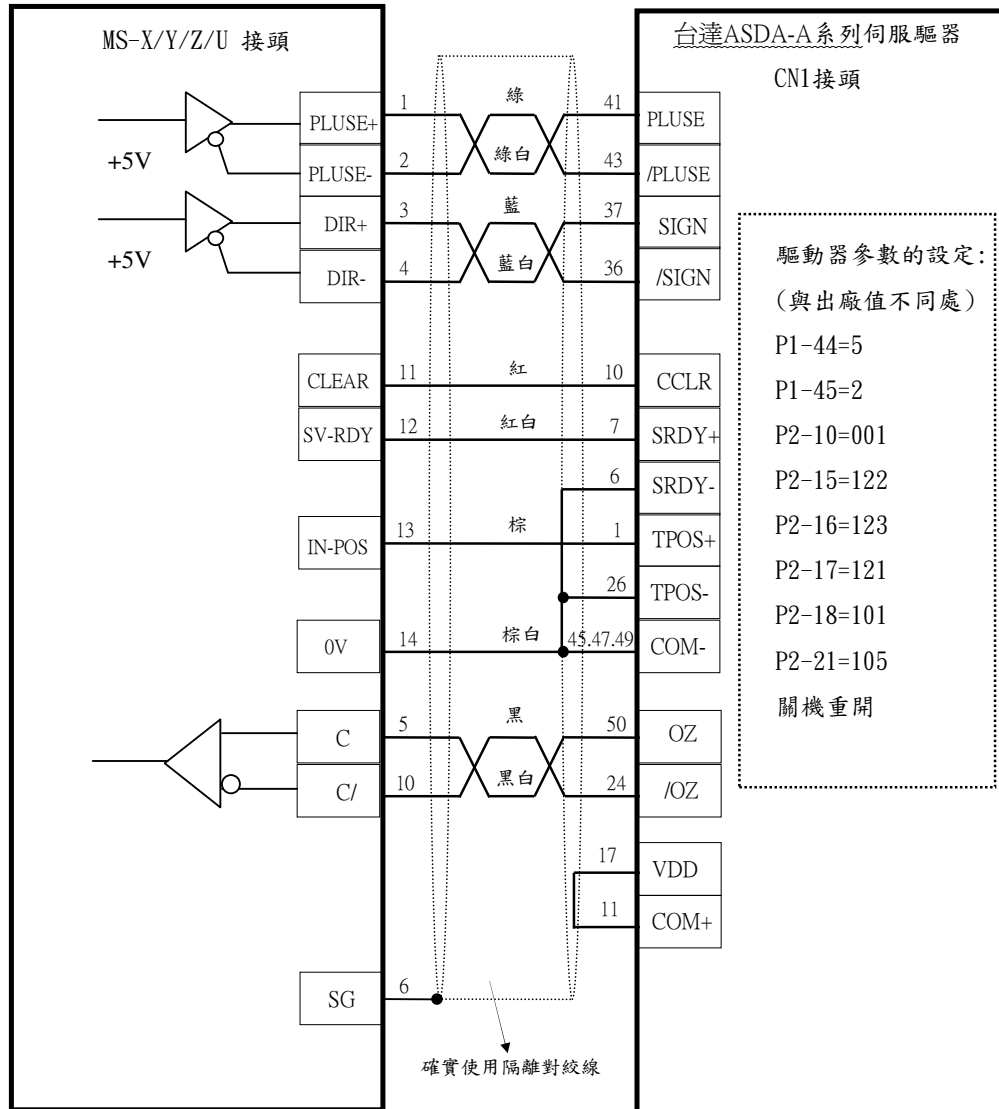 MS-X/Y/Z/U 接頭
台達ASDA-A系列伺服驅器
CN1接頭
+5V
PLUSE+
1
綠
41
PLUSE
PLUSE-
2
綠白
43
/PLUSE
+5V
DIR+
3
藍
37
SIGN
DIR-
4
藍白
36
/SIGN
CLEAR
11
紅
10
CCLR
SV-RDY
12
紅白
7
SRDY+
6
SRDY-
IN-POS
13
棕
1
TPOS+
26
TPOS-
0V
14
棕白
45.47.49
COM-
C
5
黑
50
OZ
C/
10
黑白
24
/OZ
17
VDD
11
COM+
SG
6
確實使用隔離對絞線
驅動器參數的設定:
(與出廠值不同處)
P1-44=5
P1-45=2
P2-10=001
P2-15=122
P2-16=123
P2-17=121
P2-18=101
P2-21=105
關機重開